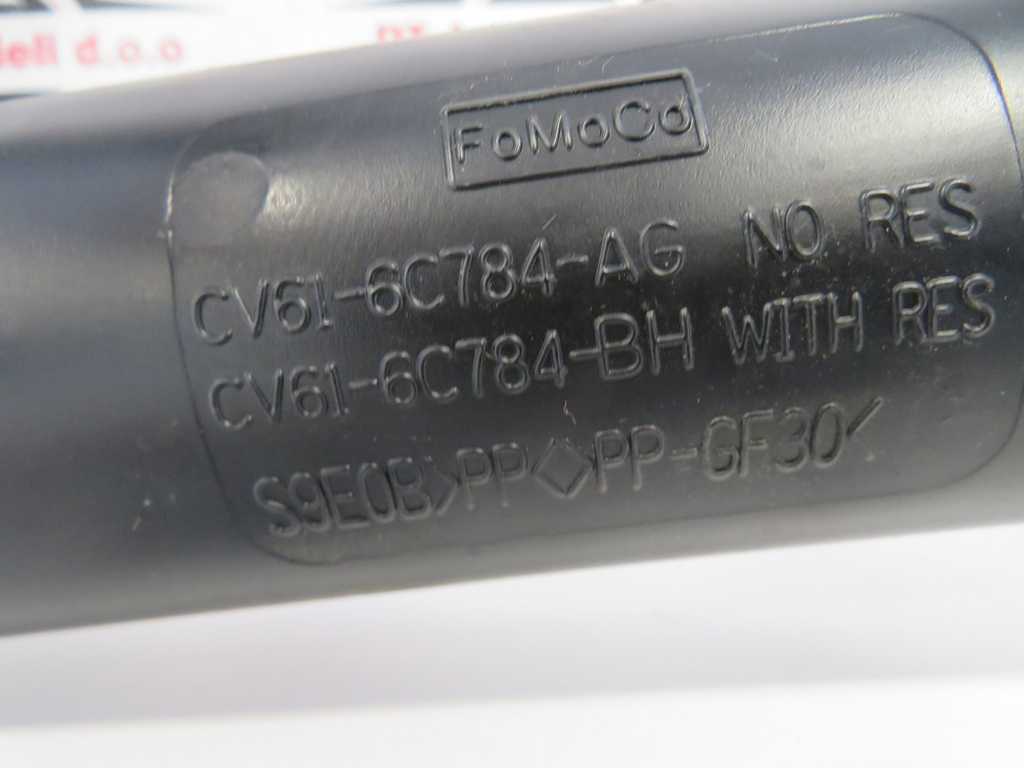 d.o.o
FoMoCo
CV61-6C784-AG NO RES
CV61-6C784-BH WITH RES
S9E0B>PP<>PP-GF30<